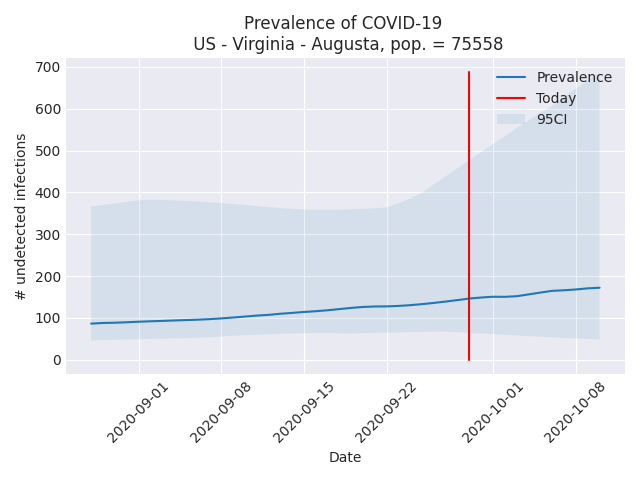 Prevalence of COVID-19
US - Virginia - Augusta, pop. = 75558
700
600
500
400
300
200
100
0
# undetected infections
Prevalence
Today
95CI
2020-09-01
2020-09-08
2020-09-15
2020-09-22
2020-10-01
2020-10-08
Date